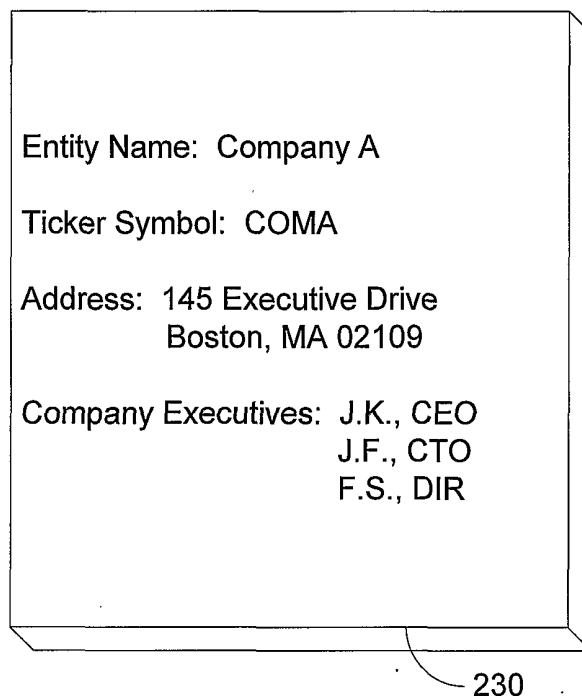 Entity Name: Company A
Ticker Symbol: COMA
Address: 145 Executive Drive
Boston, MA 02109
Company Executives: J.K., CEO
J.F., CTO
F.S., DIR
230